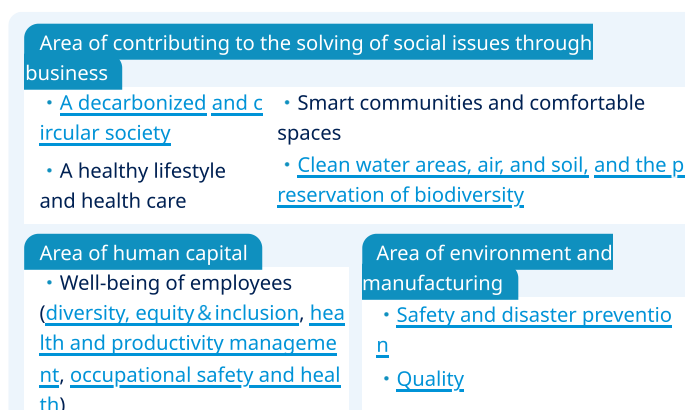 Area of contributing to the solving of social issues through
business
・A decarbonized and c
ircular society
・A healthy lifestyle
and health care
・Smart communities and comfortable
spaces
・Clean water areas, air, and soil, and the p
reservation of biodiversity
Area of human capital
・Well-being of employees
(diversity, equity＆inclusion, hea
lth and productivity manageme
nt, occupational safety and heal
th)
Area of environment and
manufacturing
・Safety and disaster preventio
n
・Quality